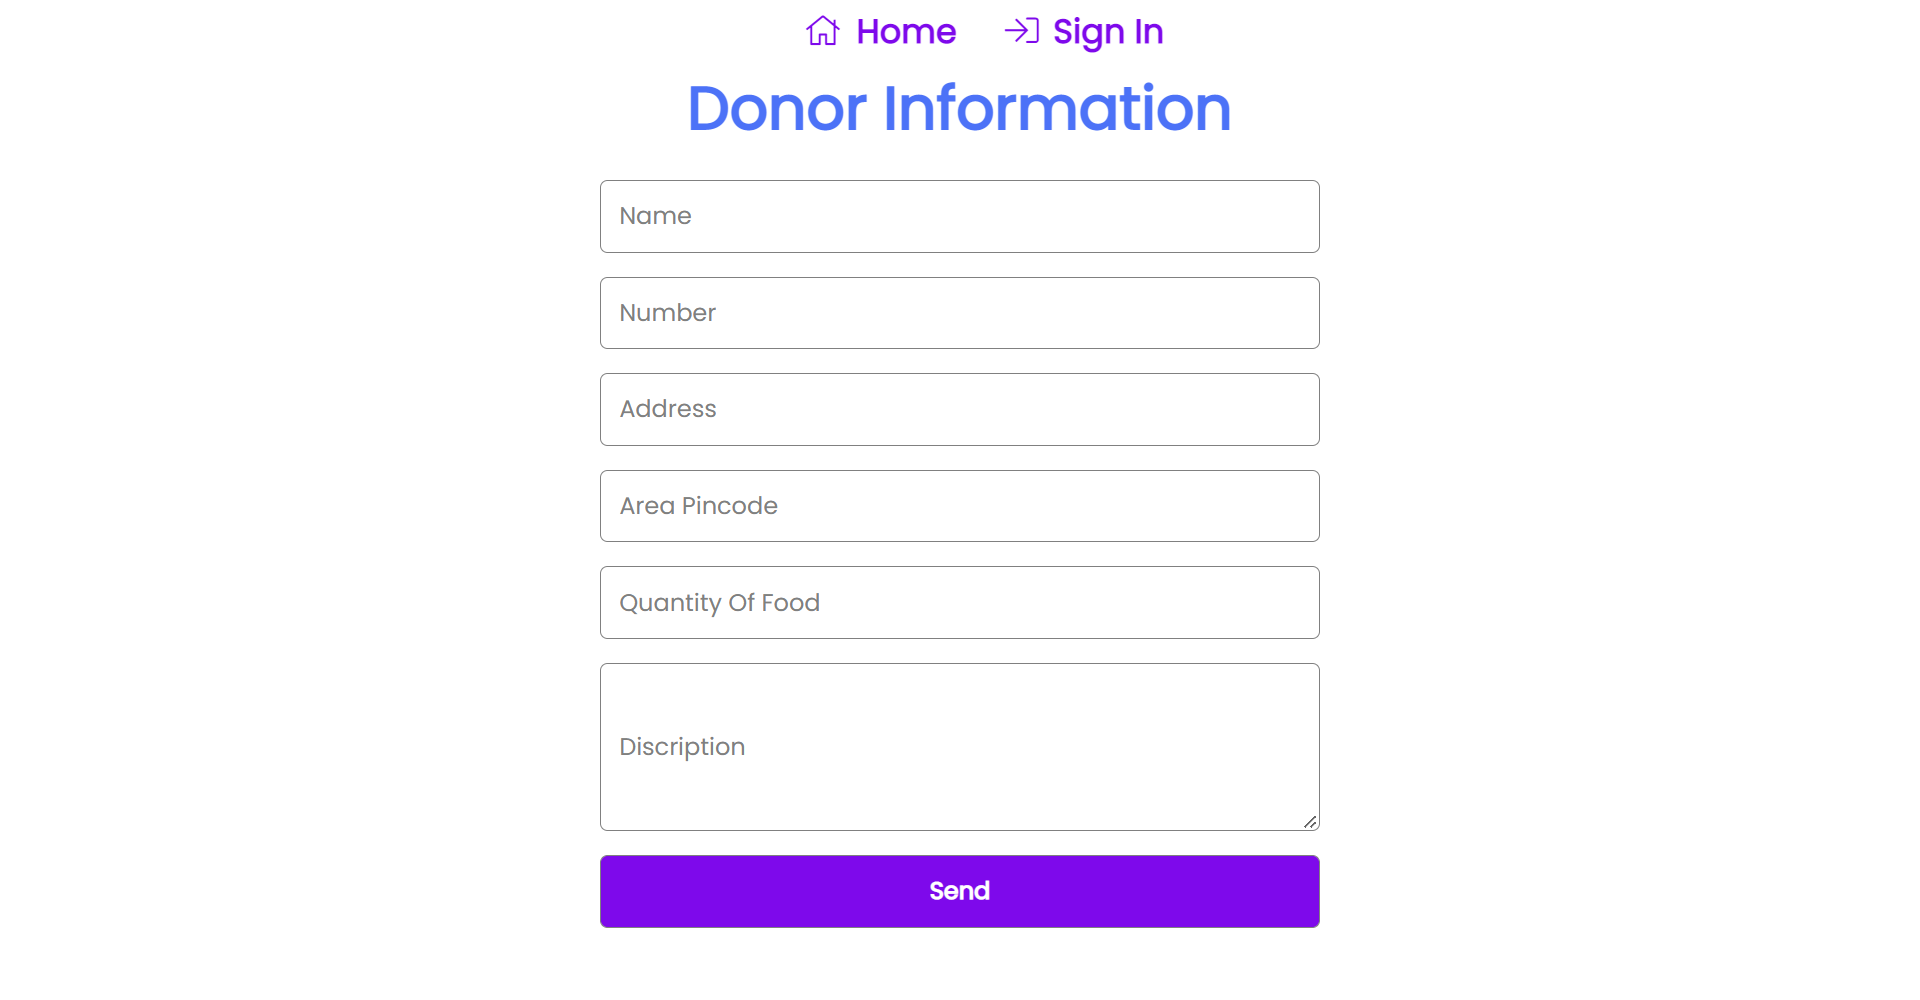 Home Sign In
Donor Information
Name
Number
Address
Area Pincode
Quantity Of Food
Discription
Send